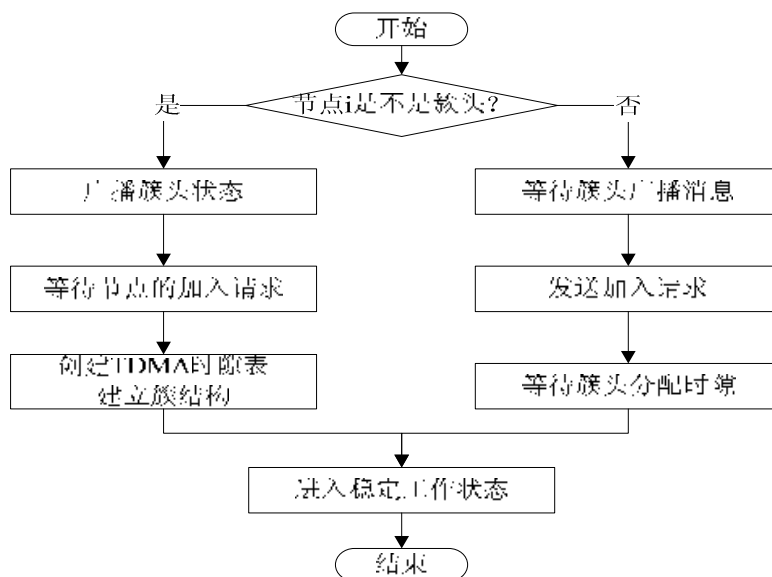 开始
节点i是不是簇头?
是
否
广播簇头状态
等待簇头广播消息
等待节点的加入请求
发送加入请求
创建TDMA时隙表
建立簇结构
等待簇头分配时隙
进入稳定工作状态
结束